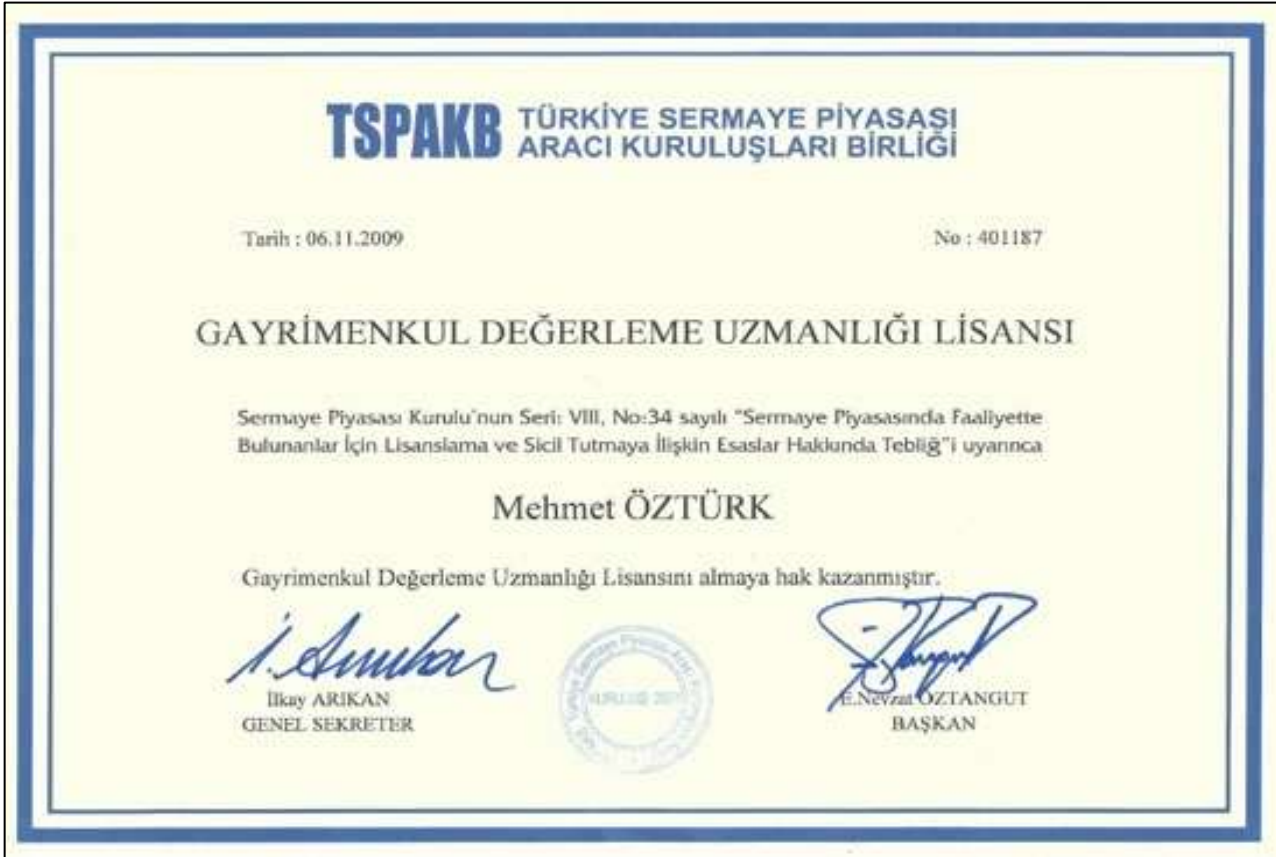 TSPAKB TÜRKİYE SERMAYE PİYASASI
ARACI KURULUŞLARI BİRLİĞİ
Tarih : 06.11.2009
No : 401187
GAYRİMENKUL DEĞERLEME UZMANLIĞI LİSANSI
Sermaye Piyasası Kurulu'nun Seri: VIII, No:34 sayılı "Sermaye Piyasasında Faaliyette
Bulunanlar İçin Lisanslama ve Sicil Tutmaya İlişkin Esaslar Hakkında Tebliğ"i uyarınca
Mehmet ÖZTÜRK
Gayrimenkul Değerleme Uzmanlığı Lisansını almaya hak kazanmıştır.
İlkay ARIKAN
GENEL SEKRETER
E.Nevzat ÖZTANGUT
BAŞKAN